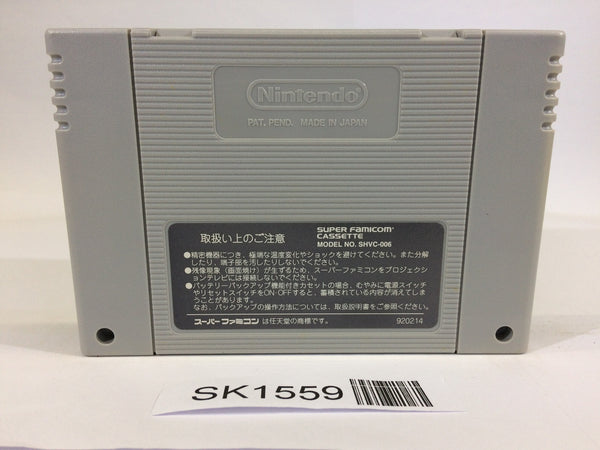 Nintendo
PAT. PEND. MADE IN JAPAN
取扱い上のご注意
SUPER FAMICOM
CASSETTE
MODEL NO. SHVC-006
●精密機器につき、極端な温度変化やショックを避けてください。また分解
したり、端子部を汚したりしないでください。
●残像現象（画面焼け）が生ずるため、スーパーファミコンをプロジェクシ
ョンテレビには接続しないでください。
●バッテリーバックアップ機能付きカセットの場合、むやみに電源スイッチ
やリセットスイッチをON-OFFすると、蓄積されている内容が消えてしま
うことがあります。
なお、バックアップの操作方法については、取扱説明書をご参照ください。
スーパーファミコン は任天堂の商標です。
920214
SK1559